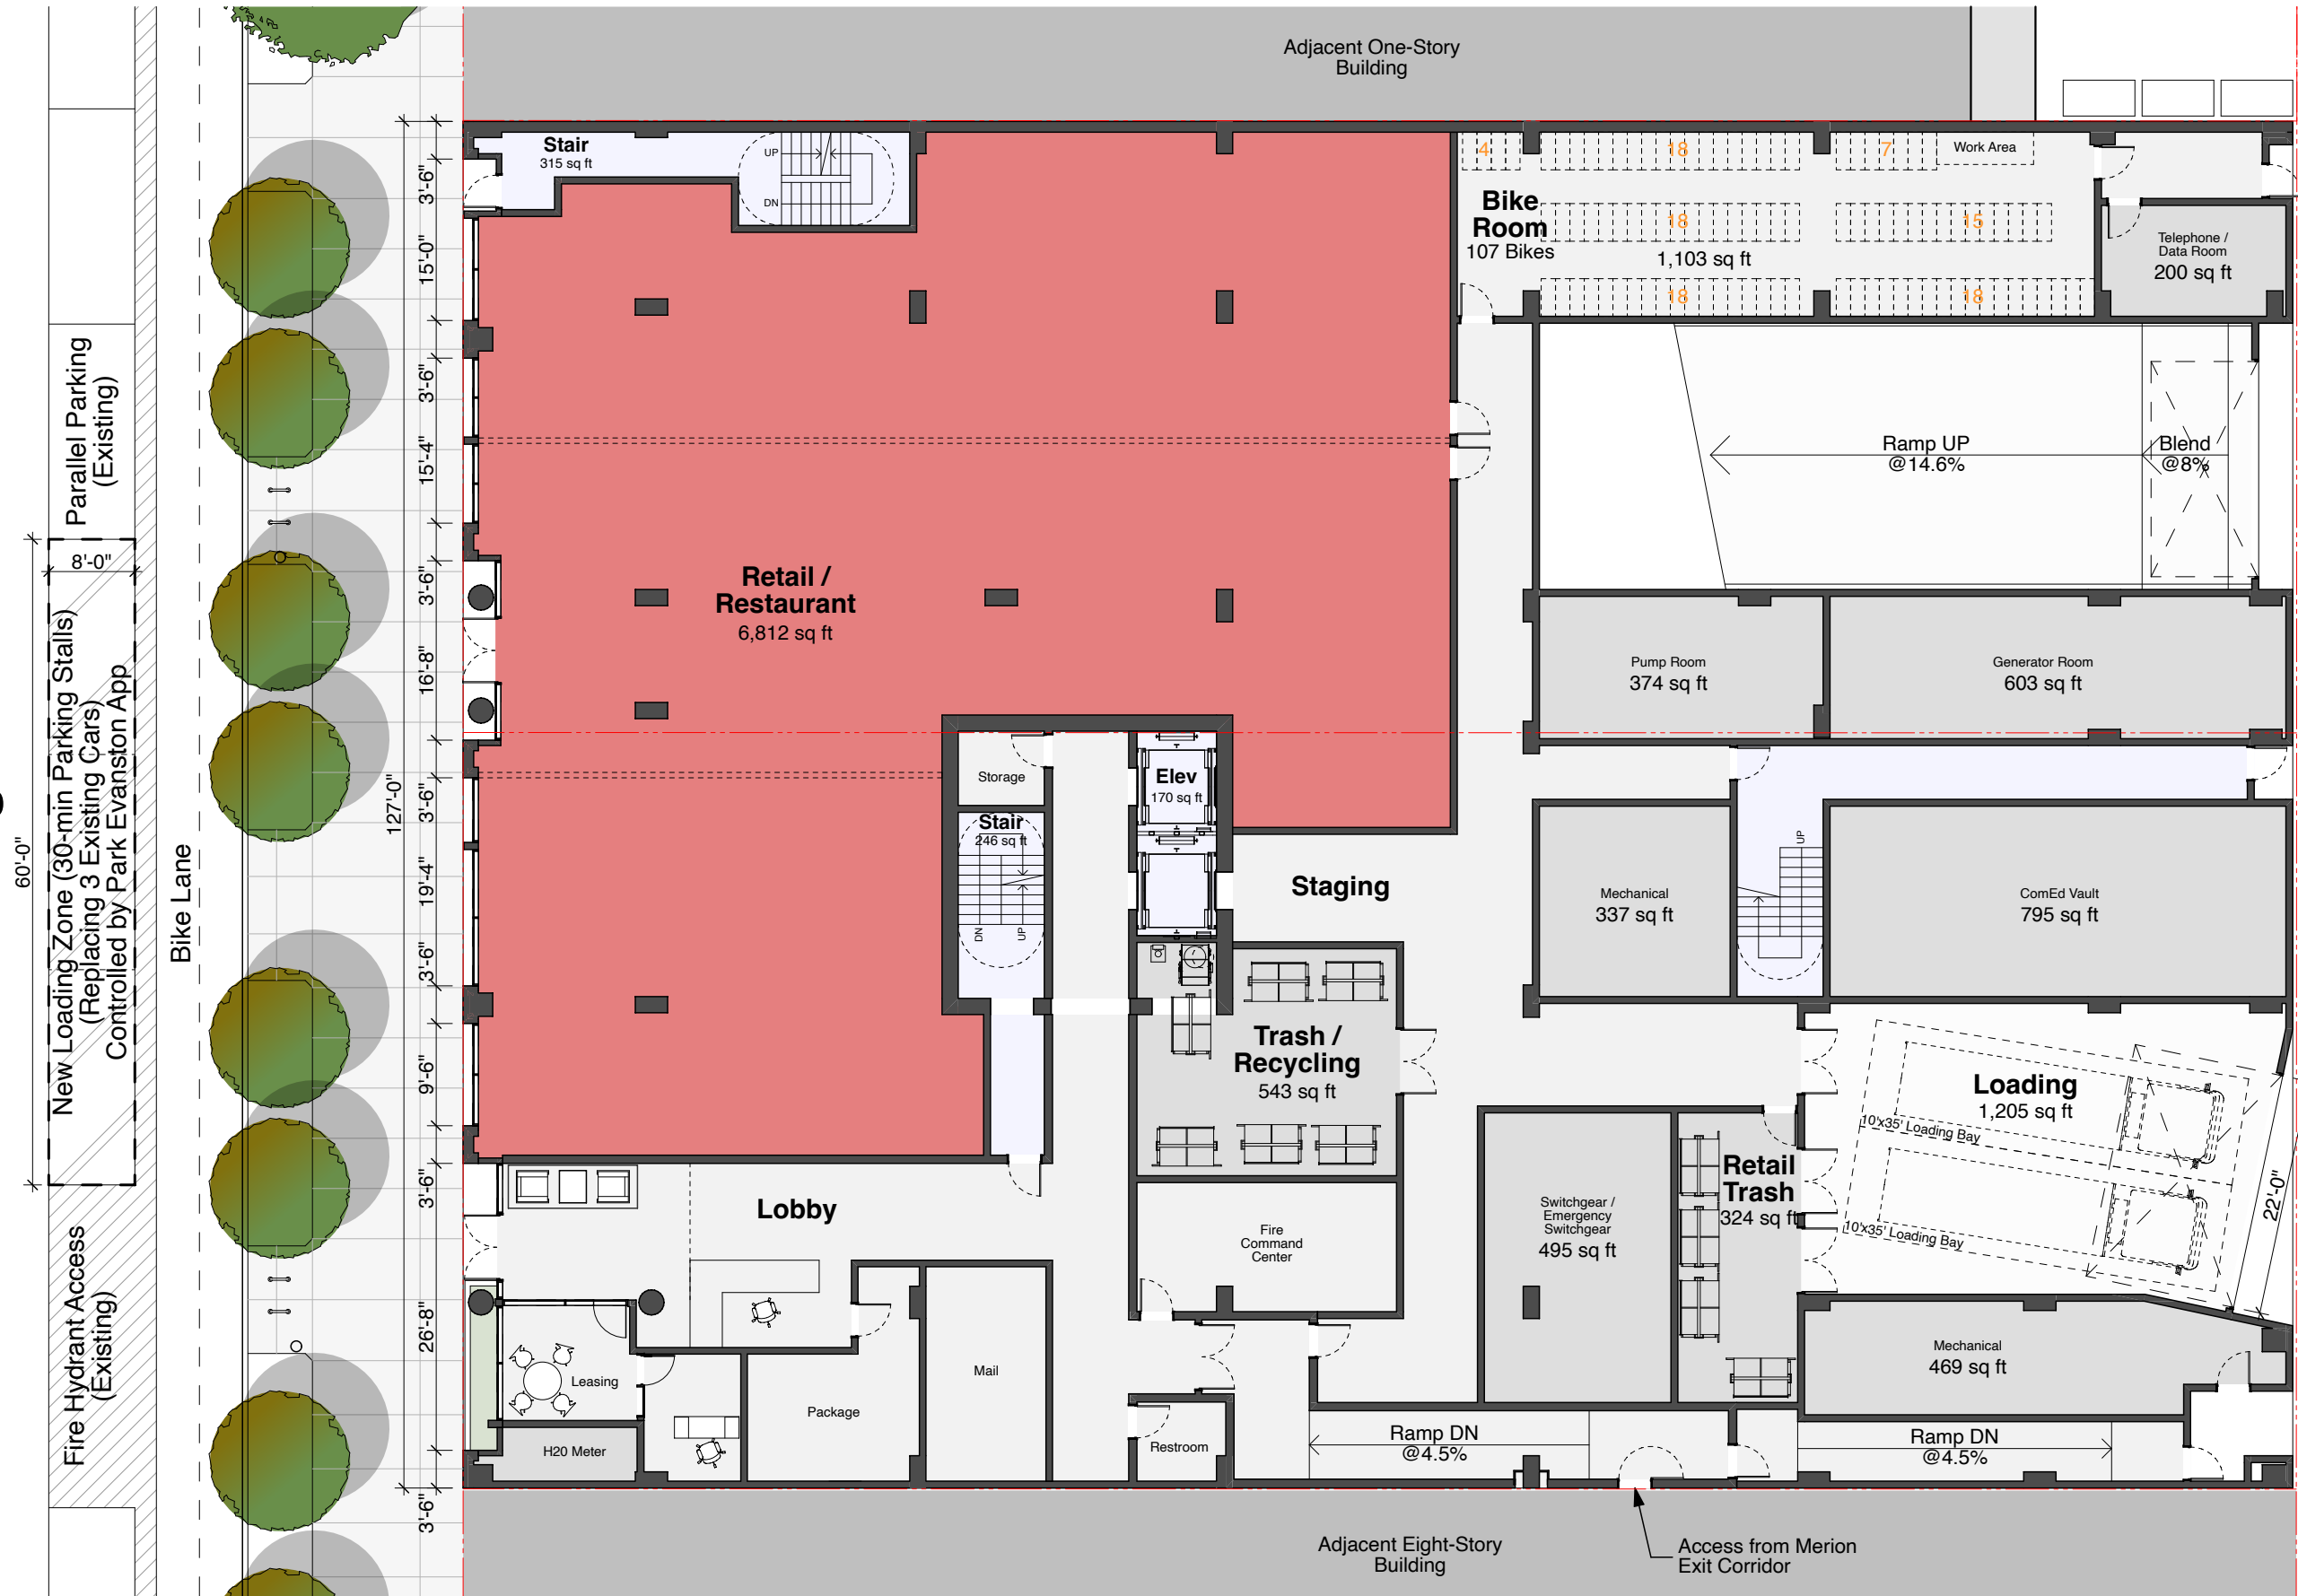 Adjacent One-Story
Building
Stair
315 sq ft
UP
DN
4
18
7
Work Area
Bike
Room
107 Bikes
18
15
1,103 sq ft
18
18
Telephone /
Data Room
200 sq ft
3'-6"
15'-0"
3'-6"
15'-4"
3'-6"
16'-8"
3'-6"
19'-4"
3'-6"
9'-6"
3'-6"
26'-8"
3'-6"
127'-0"
Parallel Parking
(Existing)
8'-0"
60'-0"
New Loading Zone (30-min Parking Stalls)
(Replacing 3 Existing Cars)
Controlled by Park Evanston App
Bike Lane
Fire Hydrant Access
(Existing)
Ramp UP
@14.6%
Blend
@8%
Retail /
Restaurant
6,812 sq ft
Pump Room
374 sq ft
Generator Room
603 sq ft
Storage
Elev
170 sq ft
Stair
246 sq ft
DN
UP
Staging
Mechanical
337 sq ft
UP
ComEd Vault
795 sq ft
Trash /
Recycling
543 sq ft
Loading
1,205 sq ft
10'x35' Loading Bay
10'x35' Loading Bay
22'-0"
Retail
Trash
324 sq ft
Switchgear /
Emergency
Switchgear
495 sq ft
Lobby
Fire
Command
Center
Mechanical
469 sq ft
Leasing
Mail
Package
H20 Meter
Restroom
Ramp DN
@4.5%
Ramp DN
@4.5%
Adjacent Eight-Story
Building
Access from Merion
Exit Corridor